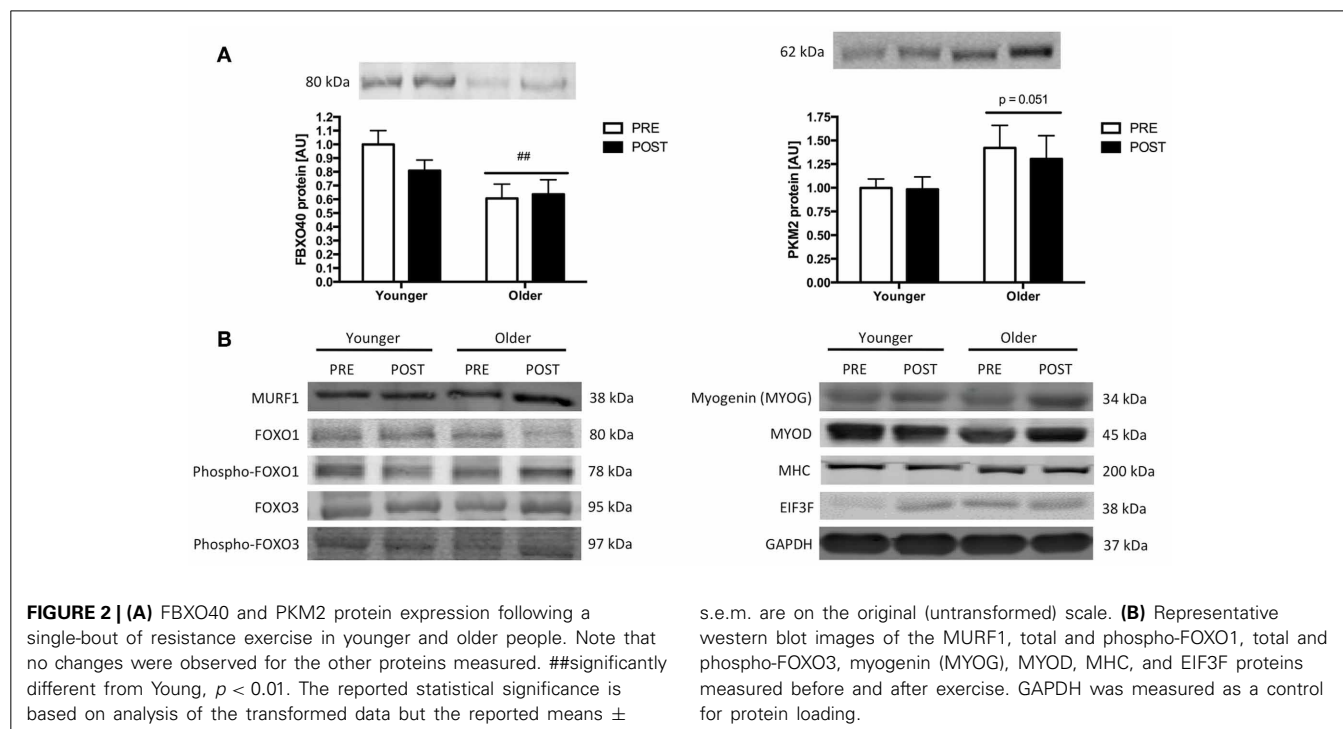 A
80 kDa
FBXO40 protein [AU]
1.2
1.1
1.0
0.9
0.8
0.7
0.6
0.5
0.4
0.3
0.2
0.1
0.0
##
PRE
POST
Younger Older
62 kDa
PKM2 protein [AU]
1.75
1.50
1.25
1.00
0.75
0.50
0.25
0.00
p = 0.051
PRE
POST
Younger Older
B
Younger Older
PRE POST PRE POST
MURF1 38 kDa
FOXO1 80 kDa
Phospho-FOXO1 78 kDa
FOXO3 95 kDa
Phospho-FOXO3 97 kDa
Younger Older
PRE POST PRE POST
Myogenin (MYOG) 34 kDa
MYOD 45 kDa
MHC 200 kDa
EIF3F 38 kDa
GAPDH 37 kDa
FIGURE 2 | (A) FBXO40 and PKM2 protein expression following a
single-bout of resistance exercise in younger and older people. Note that
no changes were observed for the other proteins measured. ##significantly
different from Young, p < 0.01. The reported statistical significance is
based on analysis of the transformed data but the reported means ±
s.e.m. are on the original (untransformed) scale. (B) Representative
western blot images of the MURF1, total and phospho-FOXO1, total and
phospho-FOXO3, myogenin (MYOG), MYOD, MHC, and EIF3F proteins
measured before and after exercise. GAPDH was measured as a control
for protein loading.